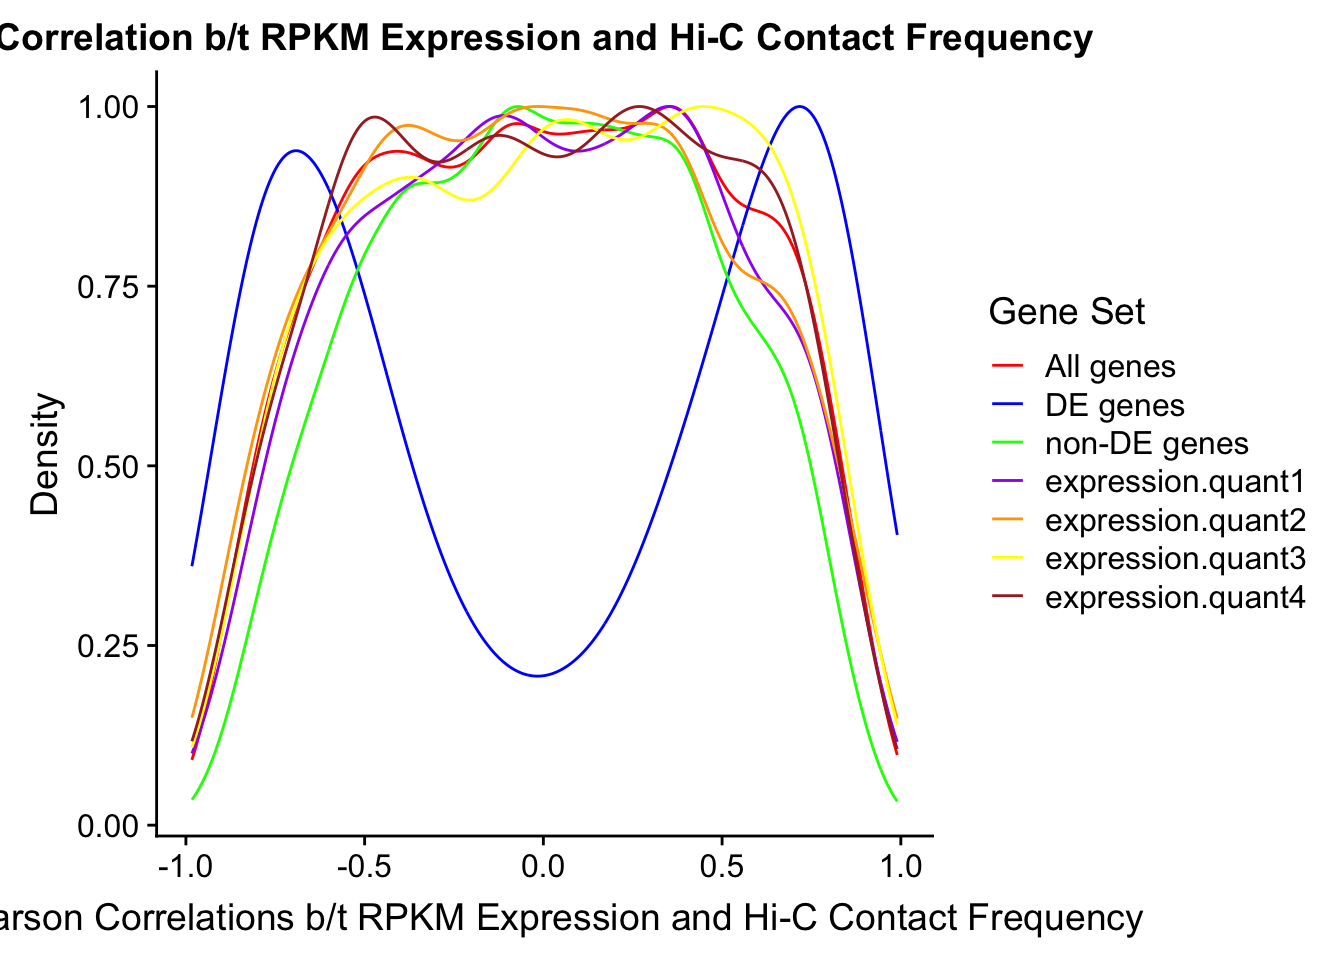 Correlation b/t RPKM Expression and Hi-C Contact Frequency
1.00
0.75
0.50
0.25
0.00
Density
-1.0
-0.5
0.0
0.5
1.0
arson Correlations b/t RPKM Expression and Hi-C Contact Frequency
Gene Set
All genes
DE genes
non-DE genes
expression.quant1
expression.quant2
expression.quant3
expression.quant4